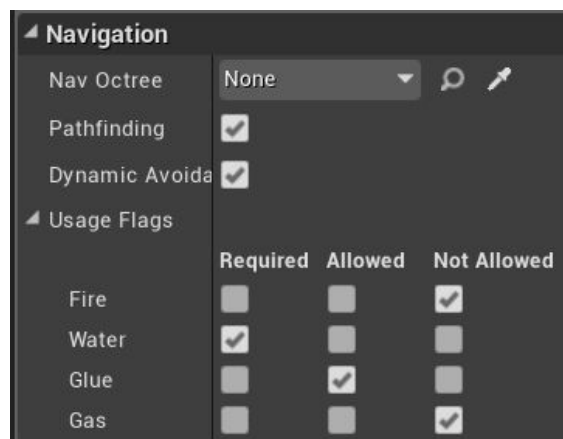 Navigation
Nav Octree None
Pathfinding
Dynamic Avoida
Usage Flags
Required Allowed Not Allowed
Fire
Water
Glue
Gas